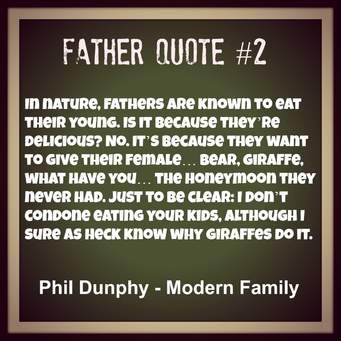 FATHER QUOTE #2
In nature, fathers are known to eat
their young. Is it because they're
delicious? No. It's because they want
to give their female... bear, giraffe,
what have you... the honeymoon they
never had. Just to be clear: I don't
condone eating your kids, although I
sure as heck know why giraffes do it.
Phil Dunphy - Modern Family